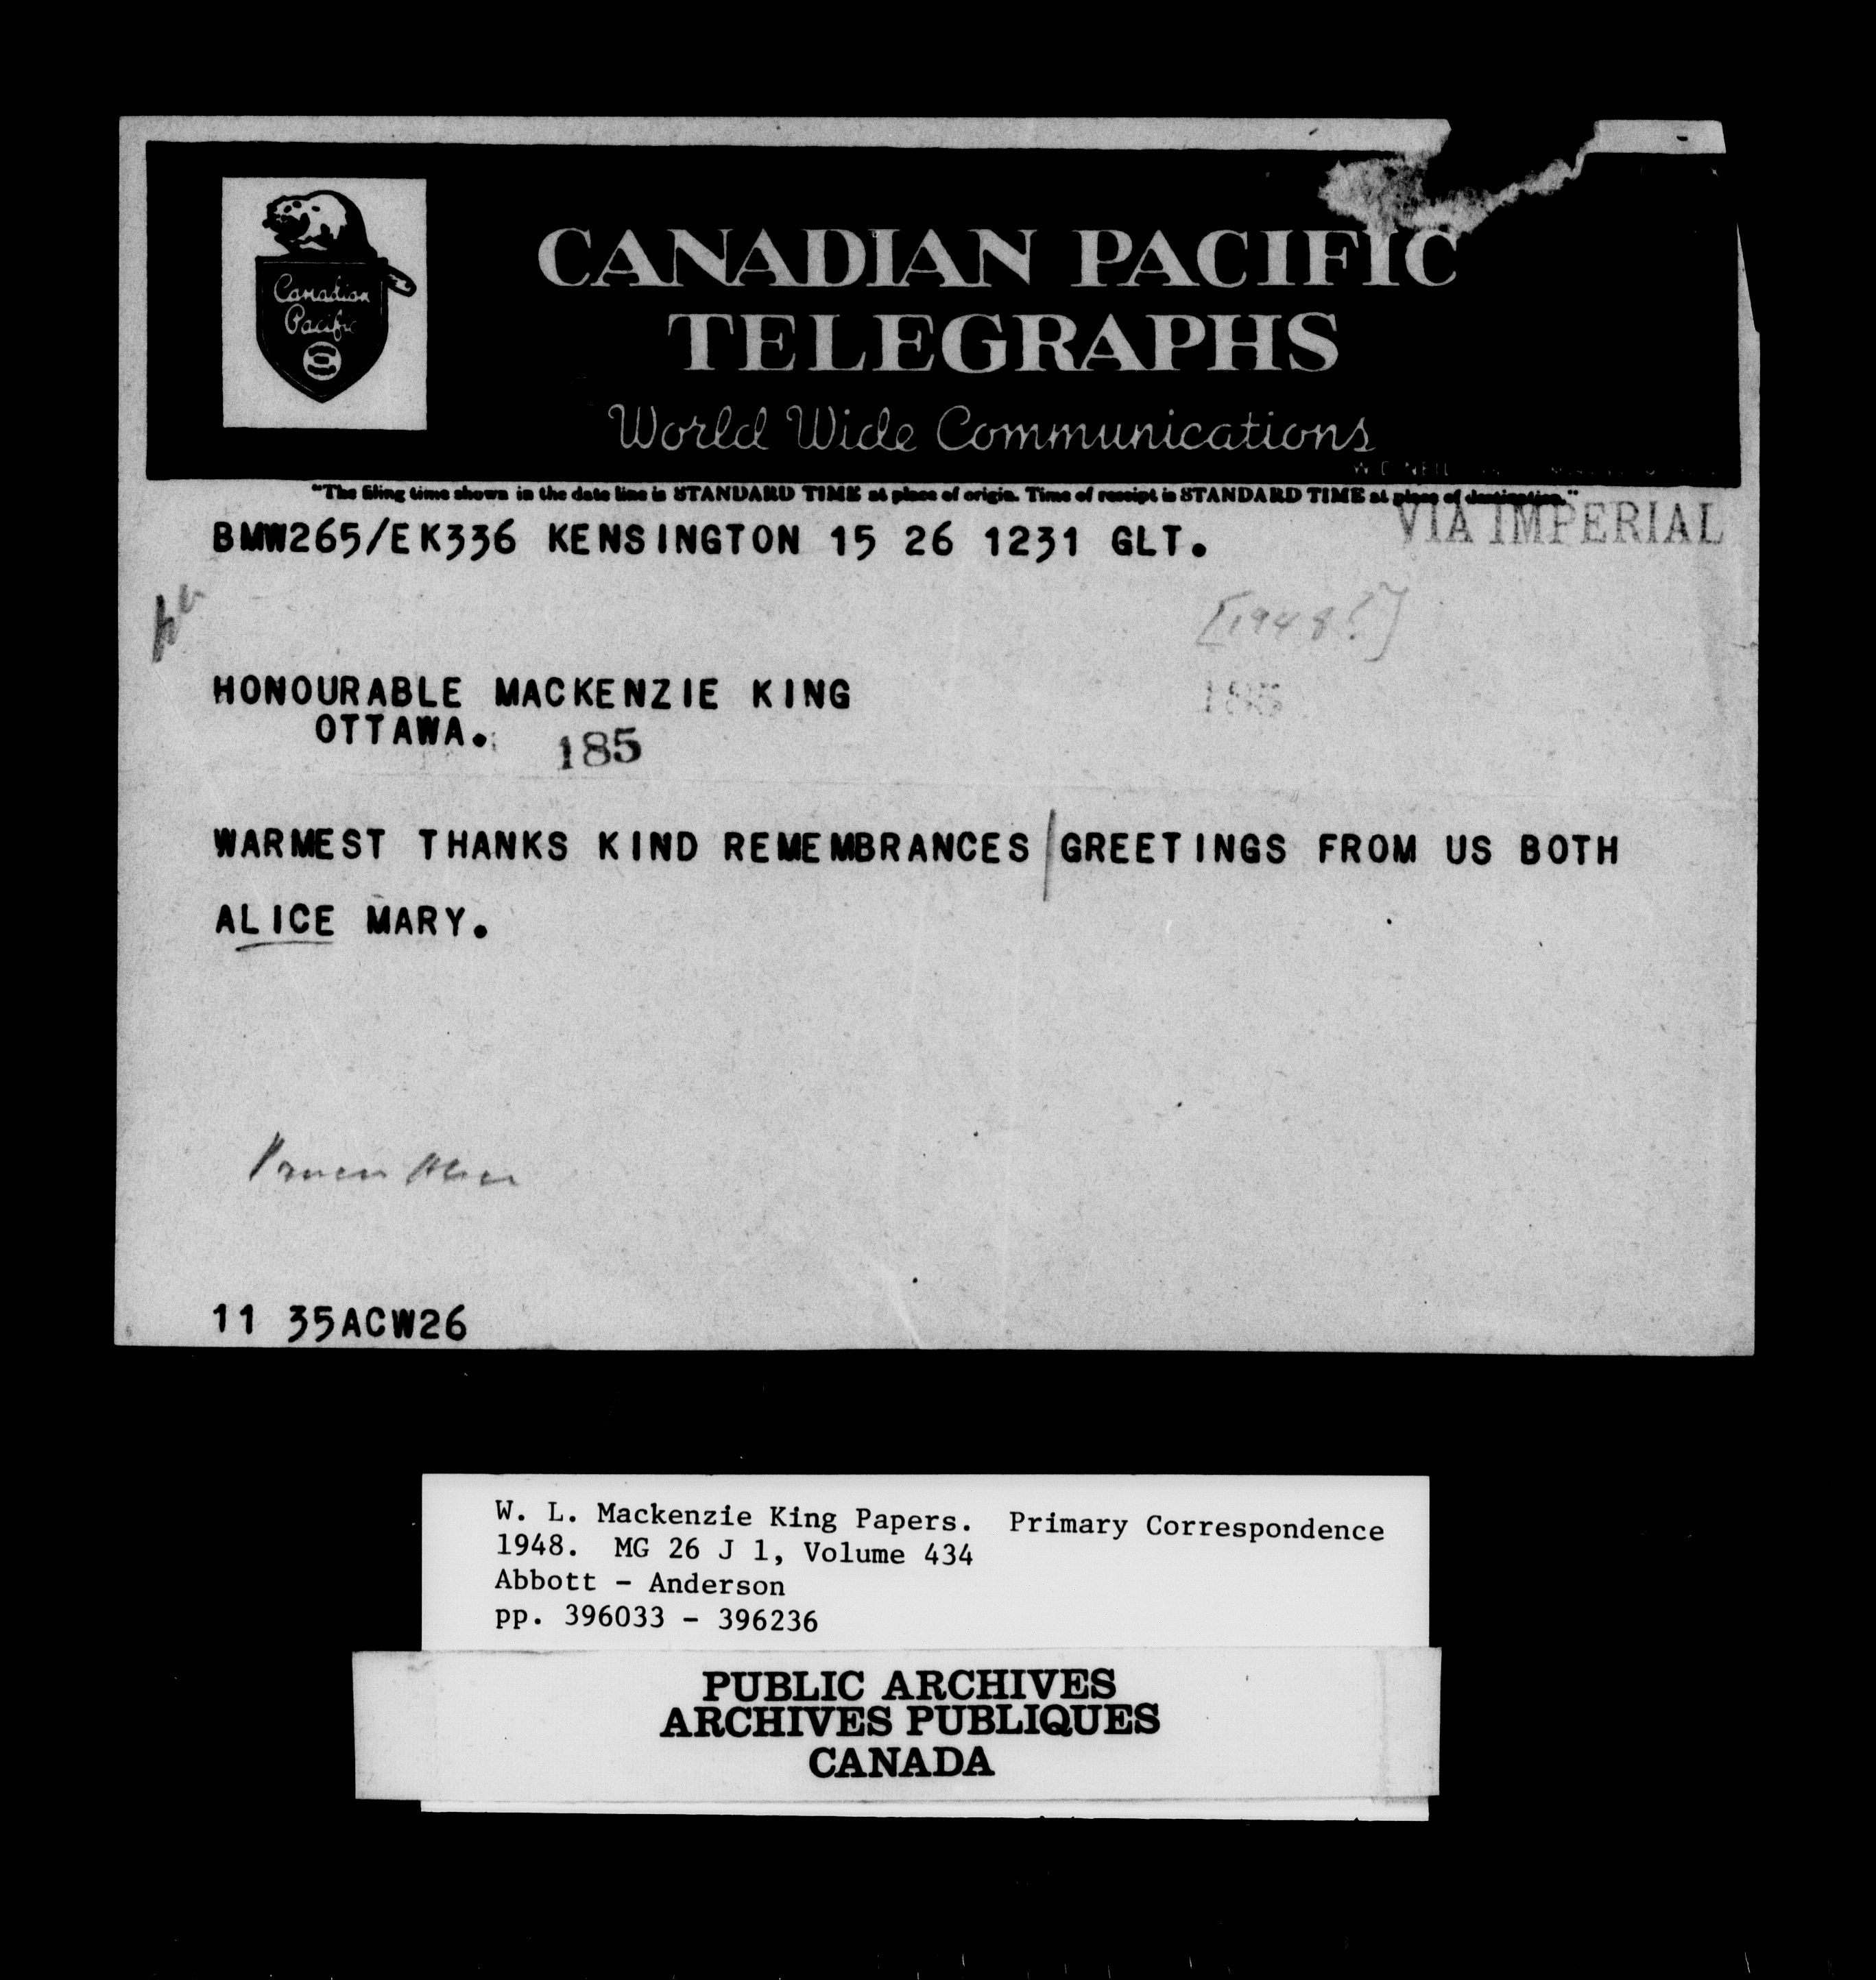 Canadian
Pacific
CANADIAN PACIFIC
TELEGRAPHS
World Wide Communications
"The filing time shown in the date line is STANDARD TIME at place of origin. Time of receipt is STANDARD TIME at place of destination."
VIA IMPERIAL
BMW265/EK336 KENSINGTON 15 26 1231 GLT.
[1948?]
HONOURABLE MACKENZIE KING
185
OTTAWA.
185
WARMEST THANKS KIND REMEMBRANCES/GREETINGS FROM US BOTH
ALICE MARY.
11 35ACW26
W. L. Mackenzie King Papers. Primary Correspondence
1948. MG 26 J 1, Volume 434
Abbott - Anderson
pp. 396033 - 396236
PUBLIC ARCHIVES
ARCHIVES PUBLIQUES
CANADA